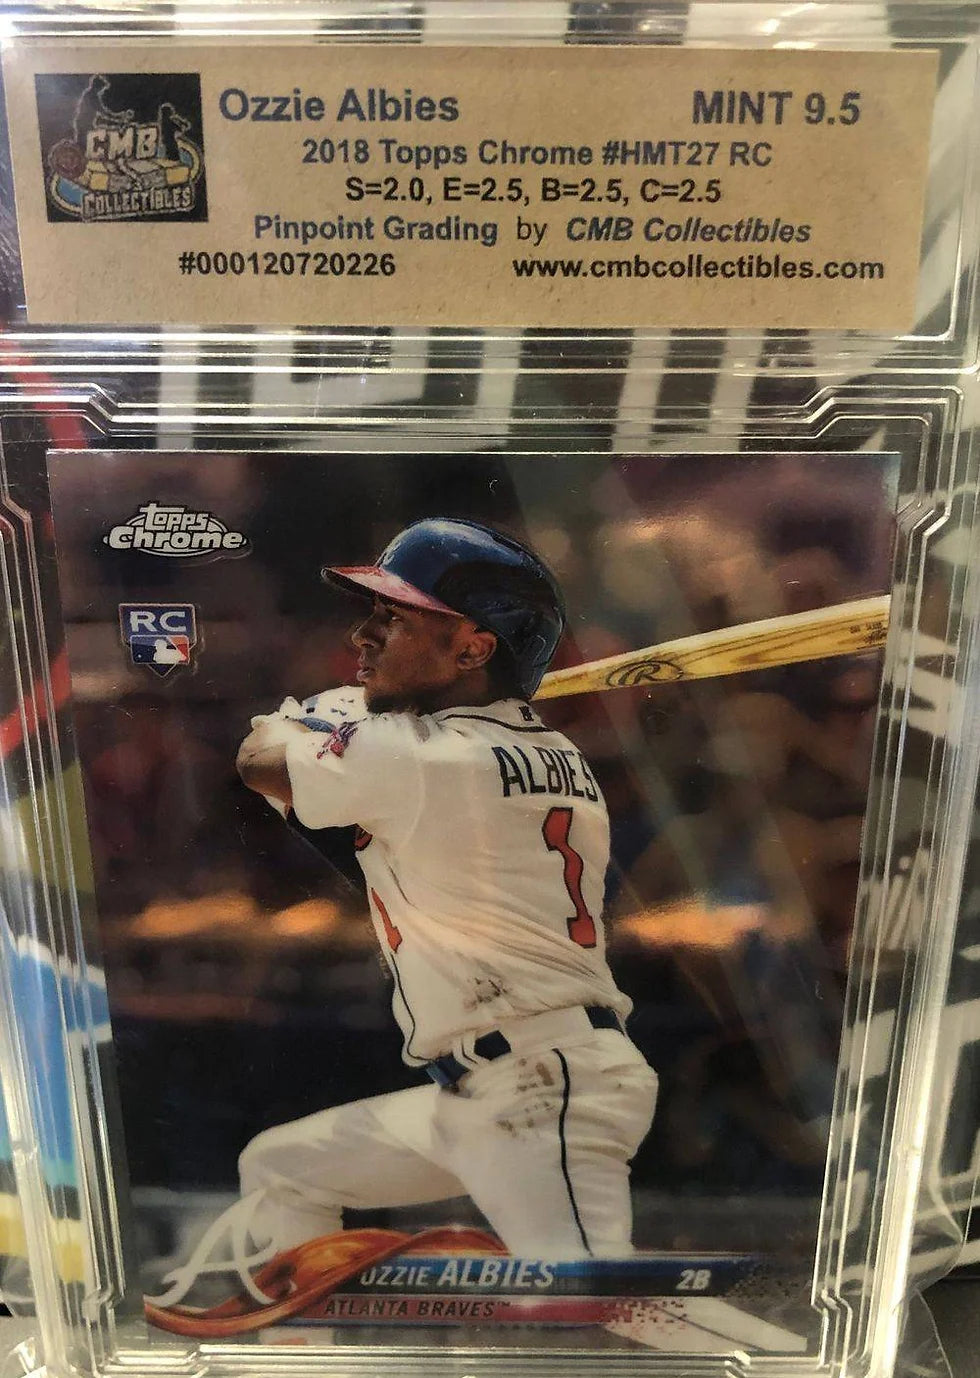 CMB
COLLECTIBLES
Ozzie Albies
MINT 9.5
2018 Topps Chrome #HMT27 RC
S=2.0, E=2.5, B=2.5, C=2.5
Pinpoint Grading by CMB Collectibles
#000120720226
www.cmbcollectibles.com
topps
Chrome
RC
R
ALBIES
1
A
OZZIE ALBIES
2B
ATLANTA BRAVES™